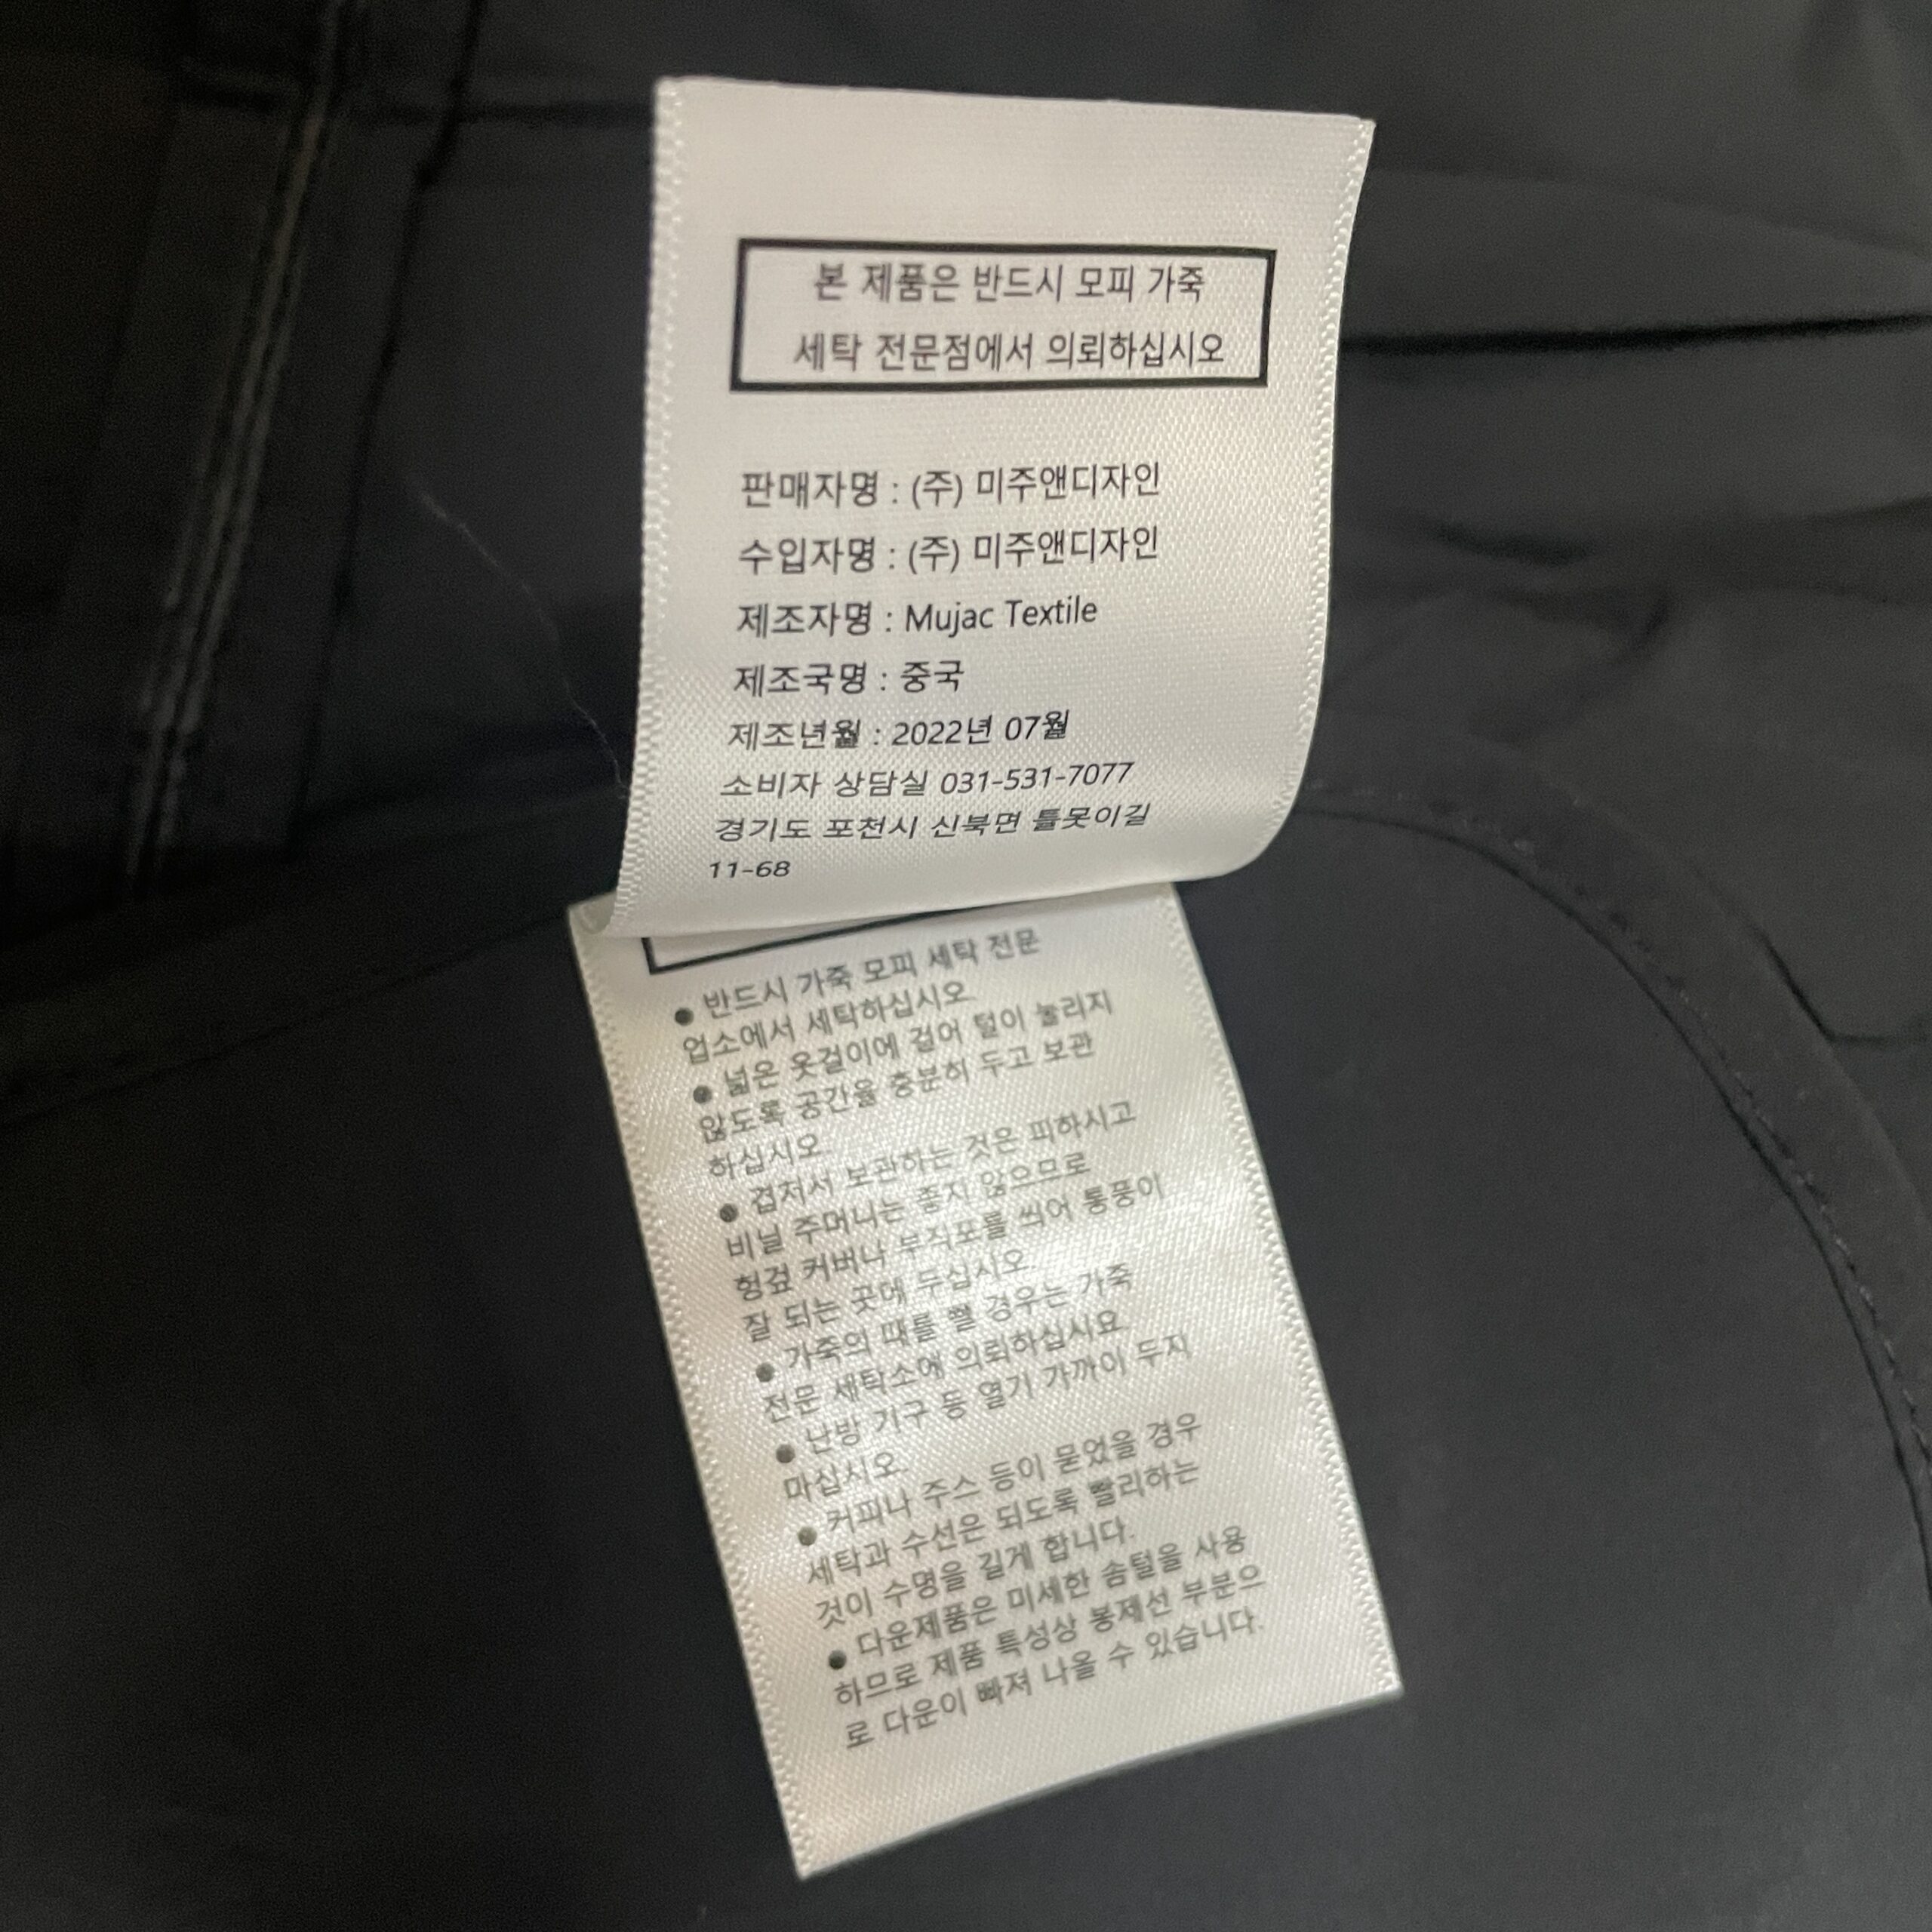 본 제품은 반드시 모피 가죽
세탁 전문점에서 의뢰하십시오
판매자명 : (주) 미주앤디자인
수입자명 : (주) 미주앤디자인
제조자명 : Mujac Textile
제조국명 : 중국
제조년월 : 2022년 07월
소비자 상담실 031-531-7077
경기도 포천시 신북면 틀못이길
11-68
● 반드시 가죽 모피 세탁 전문
업소에서 세탁하십시오.
● 넓은 옷걸이에 걸어 털이 눌리지
않도록 공간을 충분히 두고 보관
하십시오.
● 겹저서 보관하는 것은 피하시고
비닐 주머니는 좋지 않으므로
헝겊 커버나 부직포를 씌어 통풍이
잘 되는 곳에 두십시오.
● 가죽의 때를 뺄 경우는 가죽
전문 세탁소에 의뢰하십시요.
● 난방 기구 등 열기 가까이 두지
마십시오.
● 커피나 주스 등이 묻었을 경우
세탁과 수선은 되도록 빨리하는
것이 수명을 길게 합니다.
● 다운제품은 미세한 솜털을 사용
하므로 제품 특성상 봉제선 부분으
로 다운이 빠져 나올 수 있습니다.